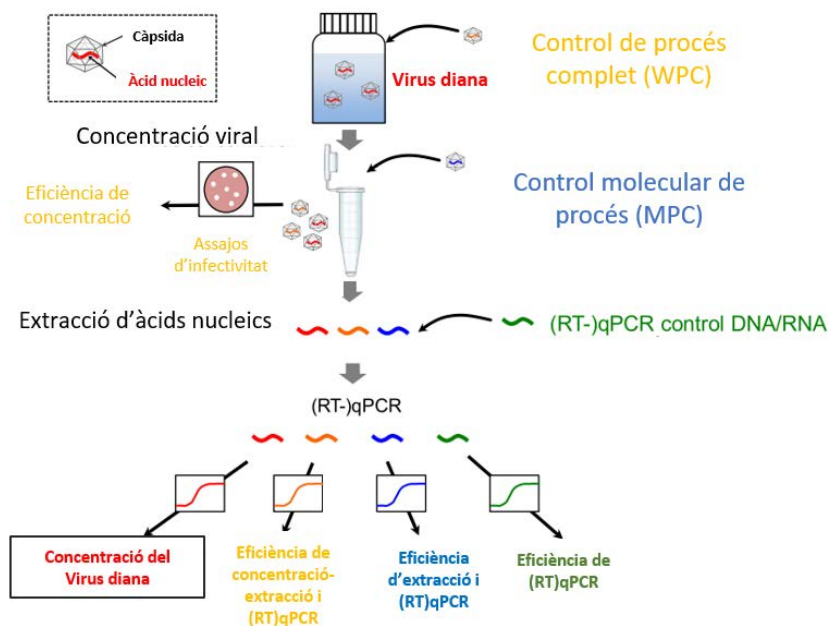 Càpsida
Àcid nucleic
Virus diana
Control de procés
complet (WPC)
Concentració viral
Eficiència de
concentració
Assajos
d'infectivitat
Control molecular de
procés (MPC)
Extracció d'àcids nucleics
(RT-)qPCR control DNA/RNA
(RT-)qPCR
Concentració del
Virus diana
Eficiència de
concentració-
extracció i
(RT)qPCR
Eficiència
d'extracció i
(RT)qPCR
Eficiència de
(RT)qPCR